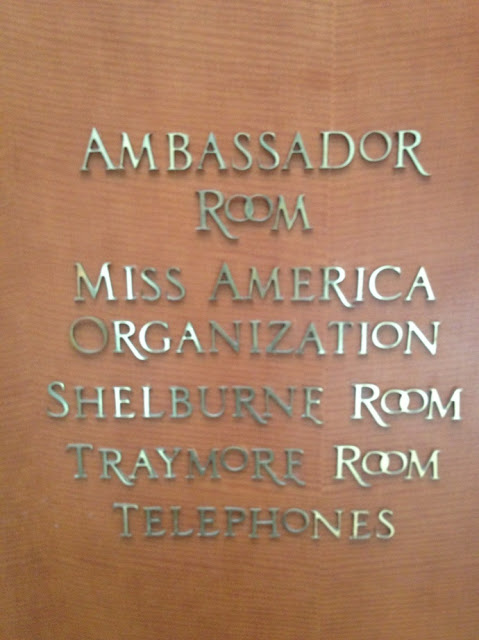 AMBASSADOR
ROOM
MISS AMERICA
ORGANIZATION
SHELBURNE ROOM
TRAYMORE ROOM
TELEPHONES